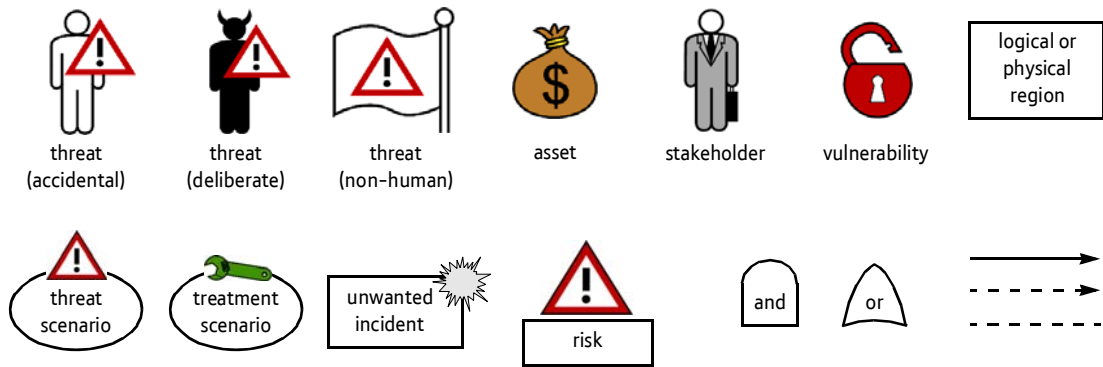 logical or
physical
region
$
threat
(accidental)
threat
(deliberate)
threat
(non-human)
asset
stakeholder
vulnerability
threat
scenario
treatment
scenario
unwanted
incident
risk
and
or